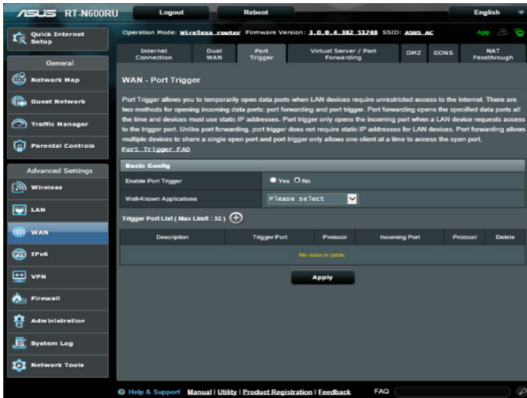 ASUS RT-N600RU Logout Reboot English
Quick Internet Setup
Operation Mode: Wireless router Firmware Version: 3.0.0.4.382_51748 SSID: ASUS_AC App
Internet Connection Dual WAN Port Trigger Virtual Server / Port Forwarding DMZ DDNS NAT Passthrough
General
Network Map
Guest Network
Traffic Manager
Parental Controls
Advanced Settings
Wireless
LAN
WAN
IPv6
VPN
Firewall
Administration
System Log
Network Tools
WAN - Port Trigger
Port Trigger allows you to temporarily open data ports when LAN devices require unrestricted access to the Internet. There are
two methods for opening incoming data ports: port forwarding and port trigger. Port forwarding opens the specified data ports all
the time and devices must use static IP addresses. Port trigger only opens the incoming port when a LAN device requests access
to the trigger port. Unlike port forwarding, port trigger does not require static IP addresses for LAN devices. Port forwarding allows
multiple devices to share a single open port and port trigger only allows one client at a time to access the open port.
Port Trigger FAQ
Basic Config
Enable Port Trigger Yes No
Well-Known Applications Please select
Trigger Port List ( Max Limit : 32 )
Description Trigger Port Protocol Incoming Port Protocol Delete
No data in table.
Apply
Help & Support Manual | Utility | Product Registration | Feedback FAQ